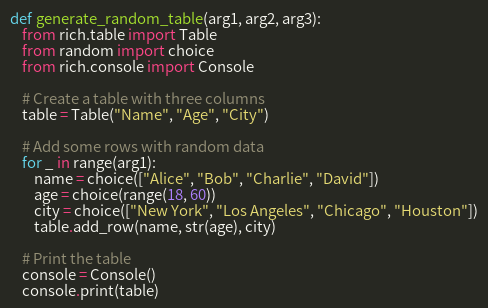 def generate_random_table(arg1, arg2, arg3):
from rich.table import Table
from random import choice
from rich.console import Console
# Create a table with three columns
table = Table("Name", "Age", "City")
# Add some rows with random data
for _ in range(arg1):
name = choice(["Alice", "Bob", "Charlie", "David"])
age = choice(range(18, 60))
city = choice(["New York", "Los Angeles", "Chicago", "Houston"])
table.add_row(name, str(age), city)
# Print the table
console = Console()
console.print(table)